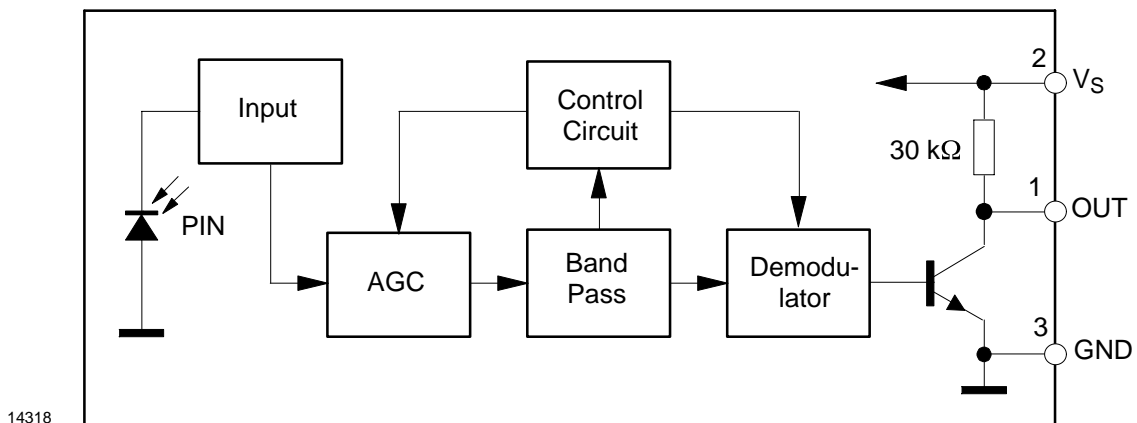 Input
Control
Circuit
2
VS
30 kΩ
PIN
1
OUT
AGC
Band
Pass
Demodu-
lator
3
GND
14318